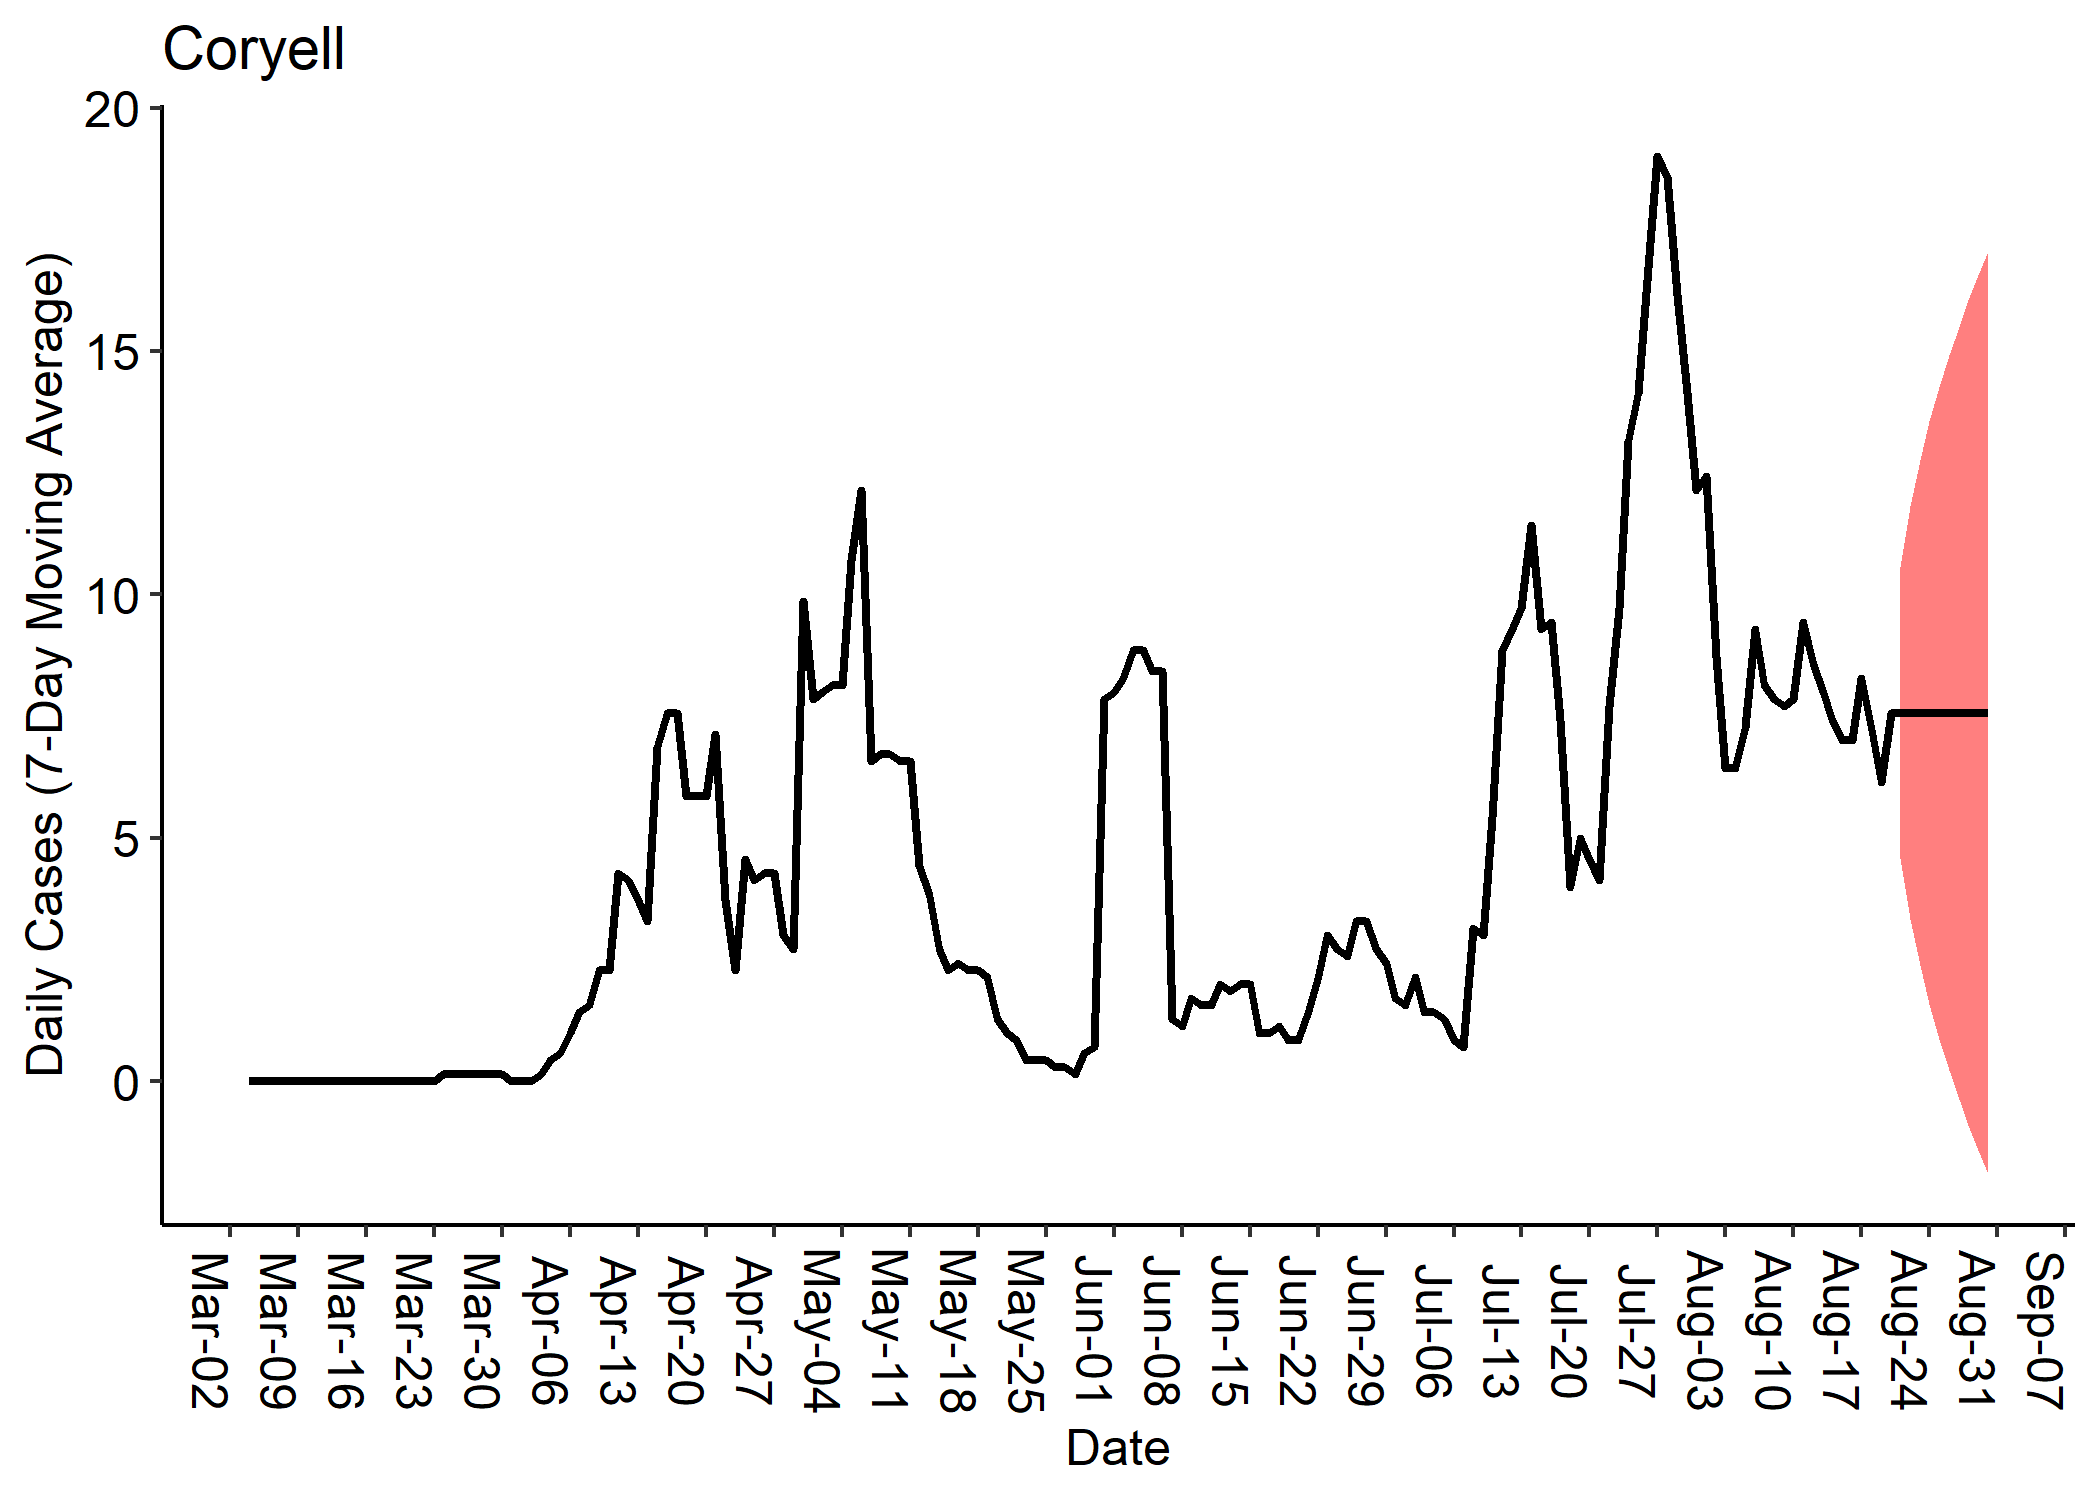 Coryell
Daily Cases (7-Day Moving Average)
20
15
10
5
0
Mar-02
Mar-09
Mar-16
Mar-23
Mar-30
Apr-06
Apr-13
Apr-20
Apr-27
May-04
May-11
May-18
May-25
Jun-01
Jun-08
Jun-15
Jun-22
Jun-29
Jul-06
Jul-13
Jul-20
Jul-27
Aug-03
Aug-10
Aug-17
Aug-24
Aug-31
Sep-07
Date